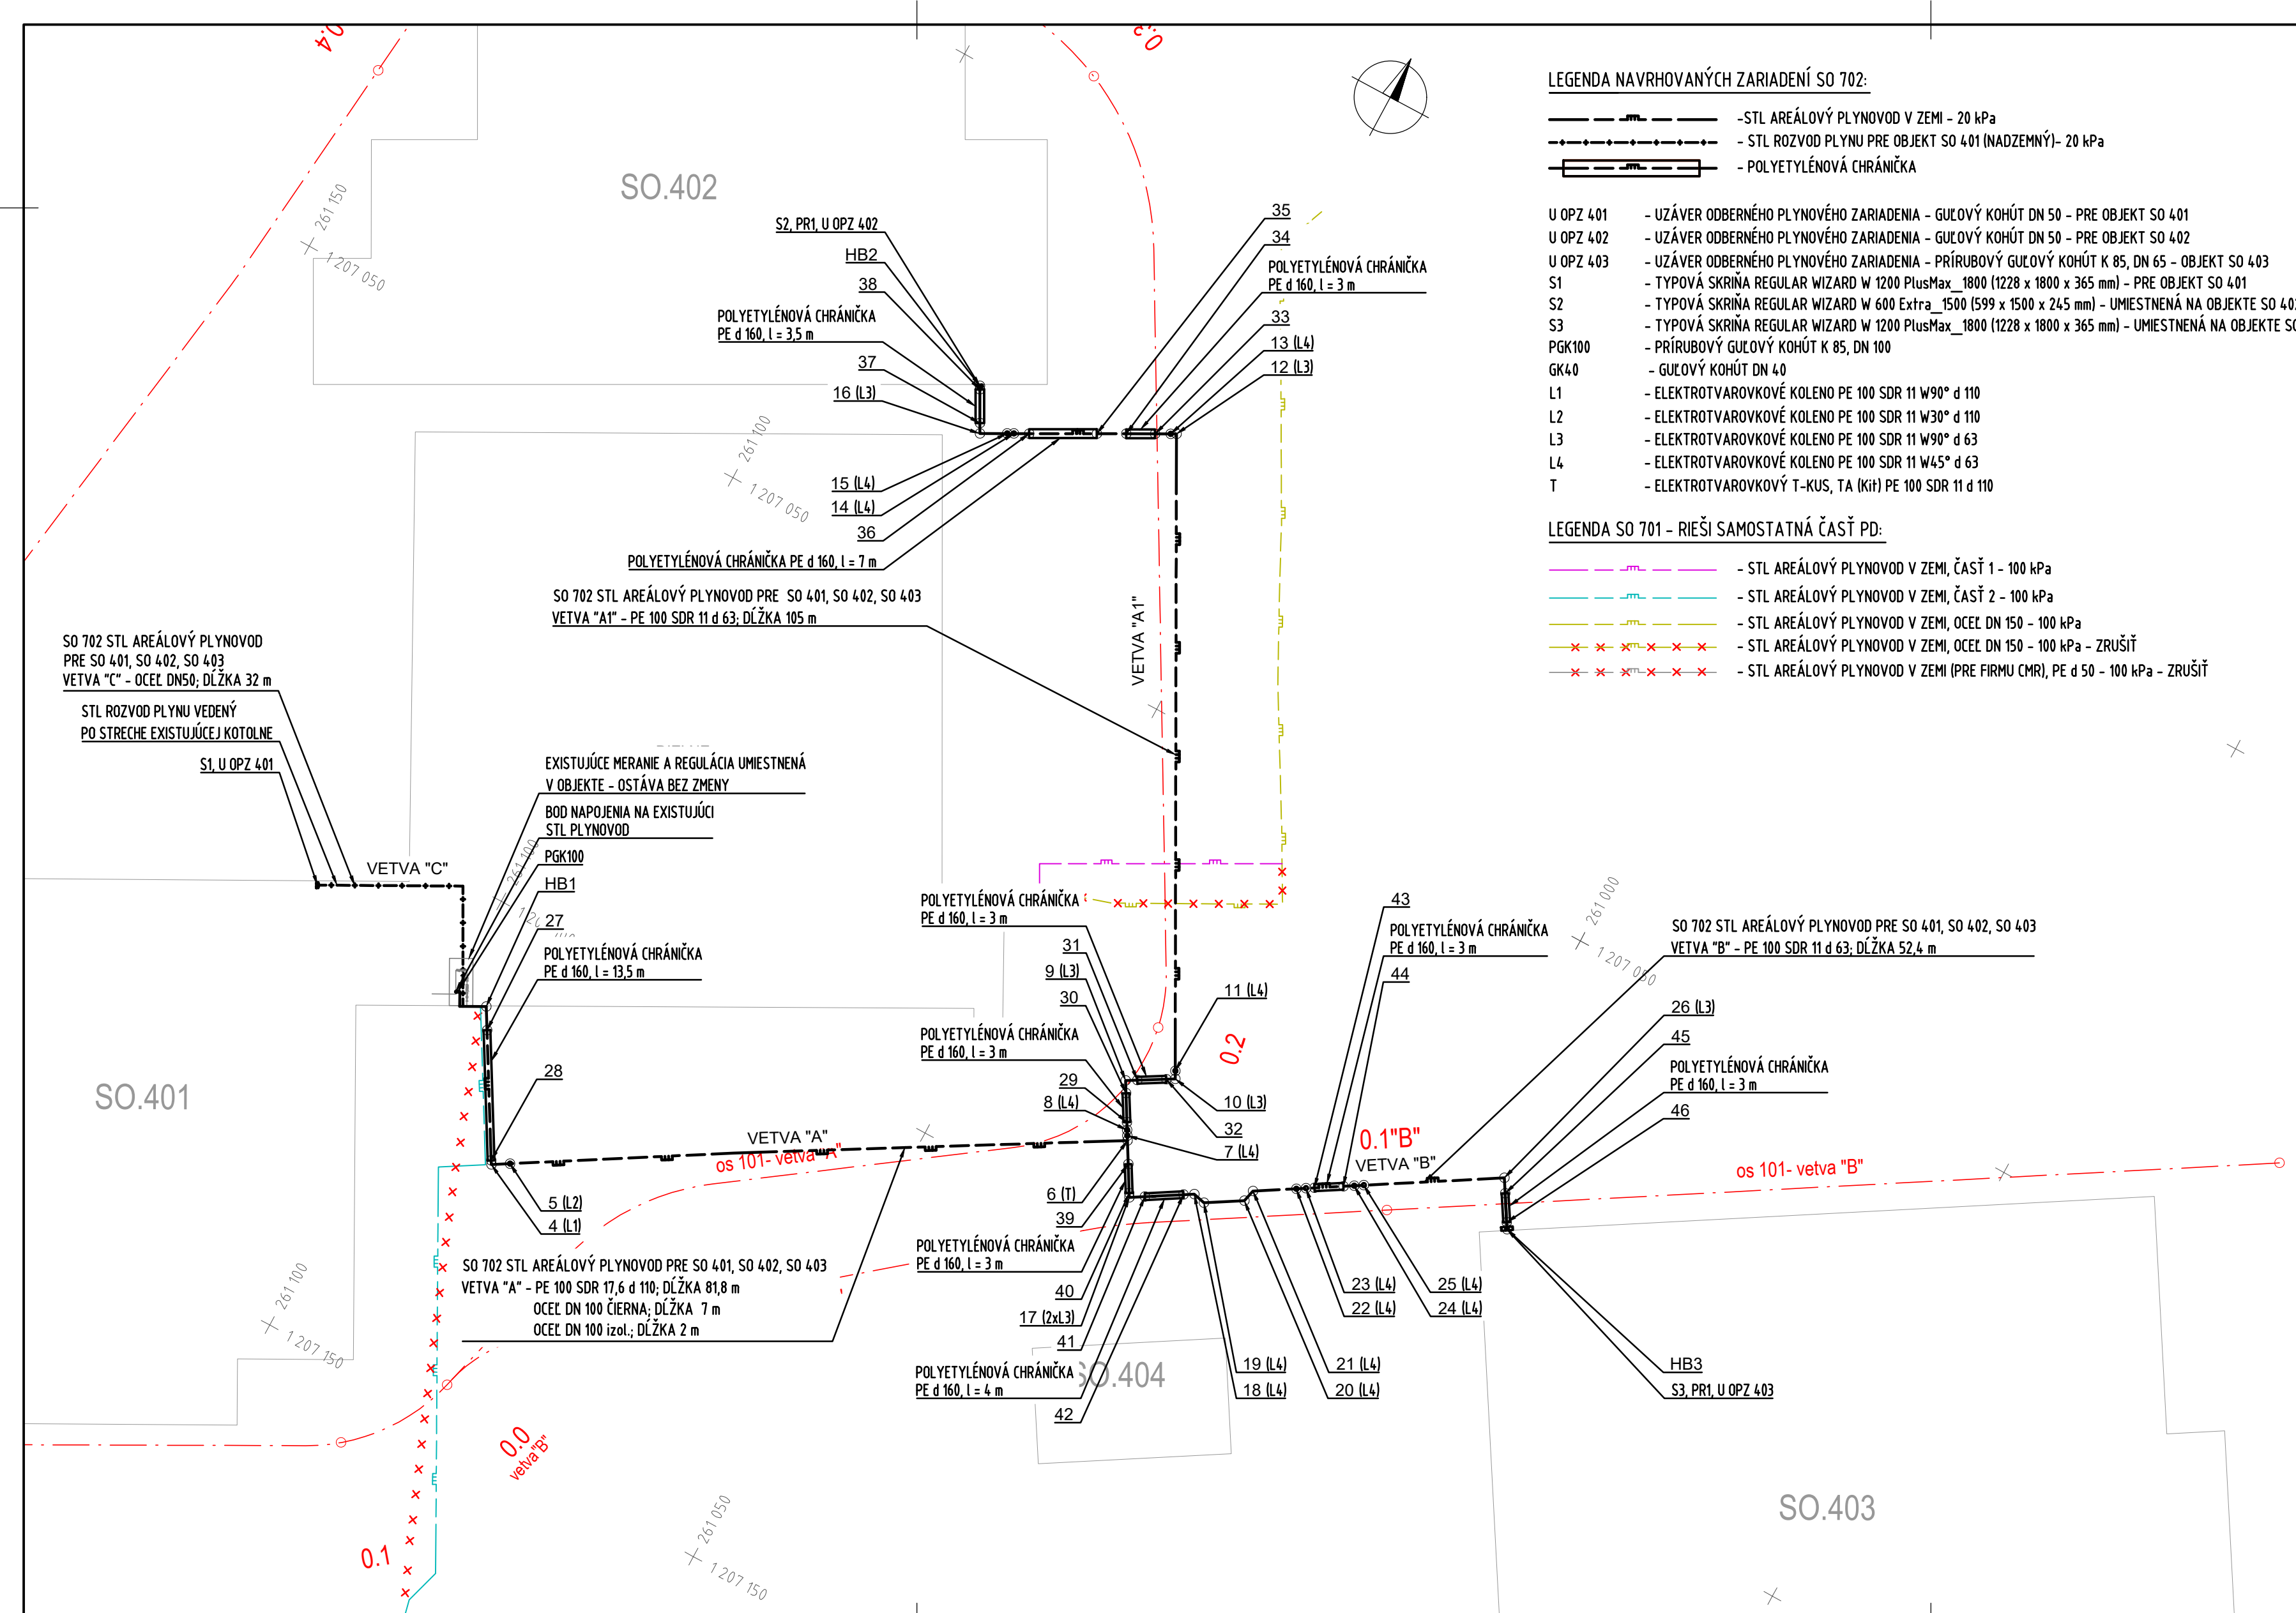 0.4
0.3
SO.402
261 150
1 207 050
S2, PR1, U OPZ 402
HB2
38
POLYETYLÉNOVÁ CHRÁNIČKA
PE d 160, l = 3,5 m
37
16 (L3)
35
34
POLYETYLÉNOVÁ CHRÁNIČKA
PE d 160, l = 3 m
33
13 (L4)
12 (L3)
261 100
1 207 050
15 (L4)
14 (L4)
36
POLYETYLÉNOVÁ CHRÁNIČKA PE d 160, l = 7 m
SO 702 STL AREÁLOVÝ PLYNOVOD PRE SO 401, SO 402, SO 403
VETVA "A1" - PE 100 SDR 11 d 63; DĹŽKA 105 m
VETVA "A1"
LEGENDA NAVRHOVANÝCH ZARIADENÍ SO 702:
-STL AREÁLOVÝ PLYNOVOD V ZEMI - 20 kPa
- STL ROZVOD PLYNU PRE OBJEKT SO 401 (NADZEMNÝ)- 20 kPa
- POLYETYLÉNOVÁ CHRÁNIČKA
U OPZ 401 - UZÁVER ODBERNÉHO PLYNOVÉHO ZARIADENIA - GUĽOVÝ KOHÚT DN 50 - PRE OBJEKT SO 401
U OPZ 402 - UZÁVER ODBERNÉHO PLYNOVÉHO ZARIADENIA - GUĽOVÝ KOHÚT DN 50 - PRE OBJEKT SO 402
U OPZ 403 - UZÁVER ODBERNÉHO PLYNOVÉHO ZARIADENIA - PRÍRUBOVÝ GUĽOVÝ KOHÚT K 85, DN 65 - OBJEKT SO 403
S1 - TYPOVÁ SKRIŇA REGULAR WIZARD W 1200 PlusMax_1800 (1228 x 1800 x 365 mm) - PRE OBJEKT SO 401
S2 - TYPOVÁ SKRIŇA REGULAR WIZARD W 600 Extra_1500 (599 x 1500 x 245 mm) - UMIESTNENÁ NA OBJEKTE SO
S3 - TYPOVÁ SKRIŇA REGULAR WIZARD W 1200 PlusMax_1800 (1228 x 1800 x 365 mm) - UMIESTNENÁ NA OBJEKTE
PGK100 - PRÍRUBOVÝ GUĽOVÝ KOHÚT K 85, DN 100
GK40 - GUĽOVÝ KOHÚT DN 40
L1 - ELEKTROTVAROVKOVÉ KOLENO PE 100 SDR 11 W90° d 110
L2 - ELEKTROTVAROVKOVÉ KOLENO PE 100 SDR 11 W30° d 110
L3 - ELEKTROTVAROVKOVÉ KOLENO PE 100 SDR 11 W90° d 63
L4 - ELEKTROTVAROVKOVÉ KOLENO PE 100 SDR 11 W45° d 63
T - ELEKTROTVAROVKOVÝ T-KUS, TA (Kit) PE 100 SDR 11 d 110
LEGENDA SO 701 - RIEŠI SAMOSTATNÁ ČASŤ PD:
- STL AREÁLOVÝ PLYNOVOD V ZEMI, ČASŤ 1 - 100 kPa
- STL AREÁLOVÝ PLYNOVOD V ZEMI, ČASŤ 2 - 100 kPa
- STL AREÁLOVÝ PLYNOVOD V ZEMI, OCEĽ DN 150 - 100 kPa
- STL AREÁLOVÝ PLYNOVOD V ZEMI, OCEĽ DN 150 - 100 kPa - ZRUŠIŤ
- STL AREÁLOVÝ PLYNOVOD V ZEMI (PRE FIRMU CMR), PE d 50 - 100 kPa - ZRUŠIŤ
SO 702 STL AREÁLOVÝ PLYNOVOD
PRE SO 401, SO 402, SO 403
VETVA "C" - OCEĽ DN50; DĹŽKA 32 m
STL ROZVOD PLYNU VEDENÝ
PO STRECHE EXISTUJÚCEJ KOTOLNE
S1, U OPZ 401
VETVA "C"
EXISTUJÚCE MERANIE A REGULÁCIA UMIESTNENÁ
V OBJEKTE - OSTÁVA BEZ ZMENY
BOD NAPOJENIA NA EXISTUJÚCI
STL PLYNOVOD
PGK100
261 100
HB1
27
POLYETYLÉNOVÁ CHRÁNIČKA
PE d 160, l = 13,5 m
28
SO.401
VETVA "A"
os 101- vetva "A"
5 (L2)
4 (L1)
SO 702 STL AREÁLOVÝ PLYNOVOD PRE SO 401, SO 402, SO 403
VETVA "A" - PE 100 SDR 17,6 d 110; DĹŽKA 81,8 m
OCEĽ DN 100 ČIERNA; DĹŽKA 7 m
OCEĽ DN 100 izol.; DĹŽKA 2 m
261 100
1 207 150
0.0
vetva"B"
0.1
261 050
1 207 150
POLYETYLÉNOVÁ CHRÁNIČKA
PE d 160, l = 3 m
31
9 (L3)
30
POLYETYLÉNOVÁ CHRÁNIČKA
PE d 160, l = 3 m
29
8 (L4)
11 (L4)
0.2
10 (L3)
32
7 (L4)
6 (T)
39
POLYETYLÉNOVÁ CHRÁNIČKA
PE d 160, l = 3 m
40
17 (2xL3)
41
POLYETYLÉNOVÁ CHRÁNIČKA
PE d 160, l = 4 m
42
SO.404
19 (L4)
18 (L4)
21 (L4)
20 (L4)
23 (L4)
22 (L4)
25 (L4)
24 (L4)
43
POLYETYLÉNOVÁ CHRÁNIČKA
PE d 160, l = 3 m
44
261 000
1 207 050
0.1"B"
VETVA "B"
SO 702 STL AREÁLOVÝ PLYNOVOD PRE SO 401, SO 402, SO 403
VETVA "B" - PE 100 SDR 11 d 63; DĹŽKA 52,4 m
26 (L3)
45
POLYETYLÉNOVÁ CHRÁNIČKA
PE d 160, l = 3 m
46
os 101- vetva "B"
HB3
S3, PR1, U OPZ 403
SO.403